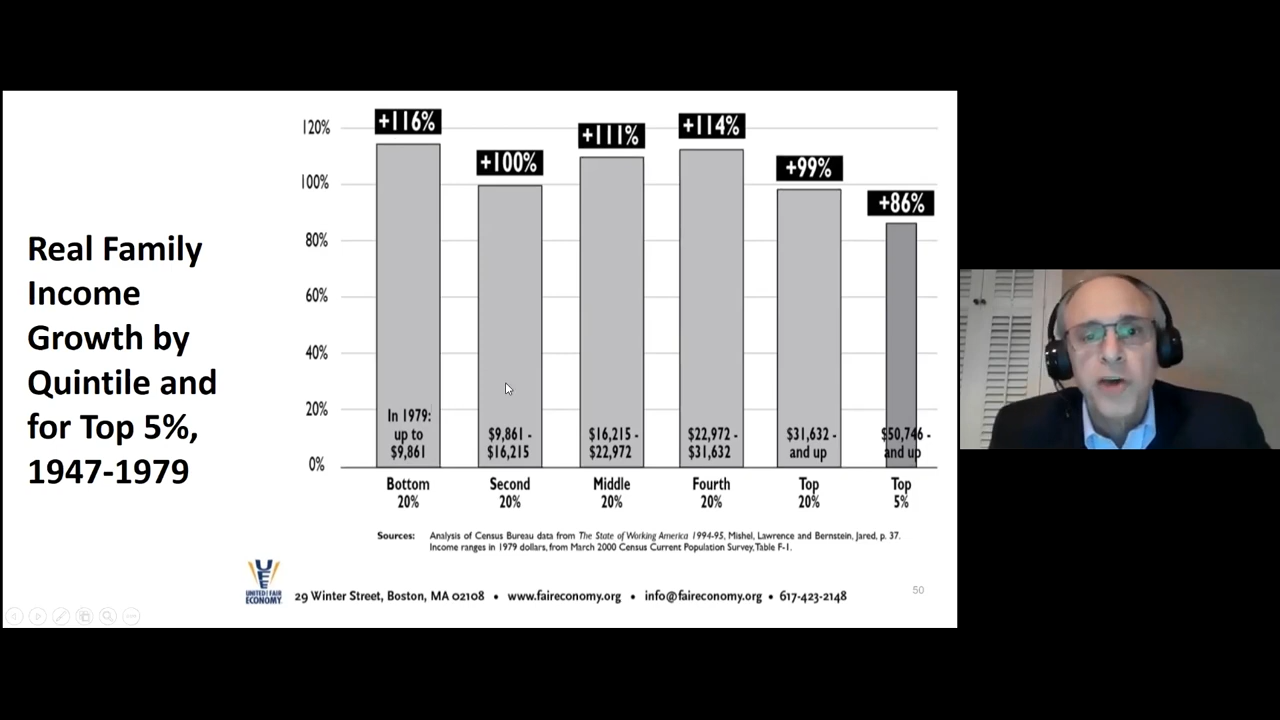 Real Family
Income
Growth by
Quintile and
for Top 5%,
1947-1979
120%
100%
80%
60%
40%
20%
0%
+116%
+100%
+111%
+114%
+99%
+86%
In 1979:
up to
$9,861
$9,861 -
$16,215
$16,215 -
$22,972
$22,972 -
$31,632
$31,632 -
and up
$50,746 -
and up
Bottom
20%
Second
20%
Middle
20%
Fourth
20%
Top
20%
Top
5%
Sources: Analysis of Census Bureau data from The State of Working America 1994-95, Mishel, Lawrence and Bernstein, Jared, p. 37.
Income ranges in 1979 dollars, from March 2000 Census Current Population Survey, Table F-1.
UFE
UNITED FOR A FAIR
ECONOMY
29 Winter Street, Boston, MA 02108 • www.faireconomy.org • info@faireconomy.org • 617-423-2148
50